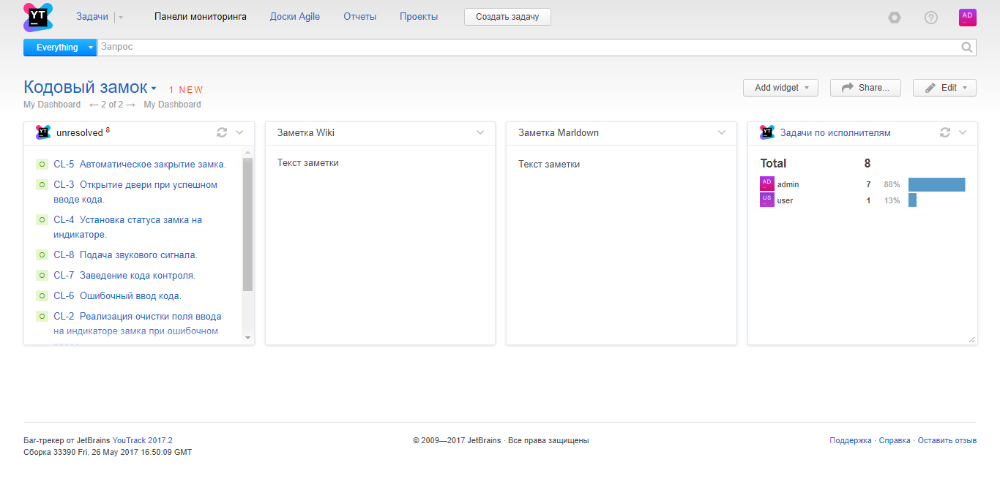 YT Задачи Панели мониторинга Доски Agile Отчеты Проекты Создать задачу AD
Everything Запрос
Кодовый замок 1 NEW Add widget Share... Edit
My Dashboard ← 2 of 2 → My Dashboard
YT unresolved 8
CL-5 Автоматическое закрытие замка.
CL-3 Открытие двери при успешном
вводе кода.
CL-4 Установка статуса замка на
индикаторе.
CL-8 Подача звукового сигнала.
CL-7 Заведение кода контроля.
CL-6 Ошибочный ввод кода.
CL-2 Реализация очистки поля ввода
на индикаторе замка при ошибочном
Заметка Wiki
Текст заметки
Заметка Marldown
Текст заметки
YT Задачи по исполнителям
Total 8
AD admin 7 88%
US user 1 13%
Баг-трекер от JetBrains YouTrack 2017.2
Сборка 33390 Fri, 26 May 2017 16:50:09 GMT
© 2009—2017 JetBrains · Все права защищены
Поддержка · Справка · Оставить отзыв